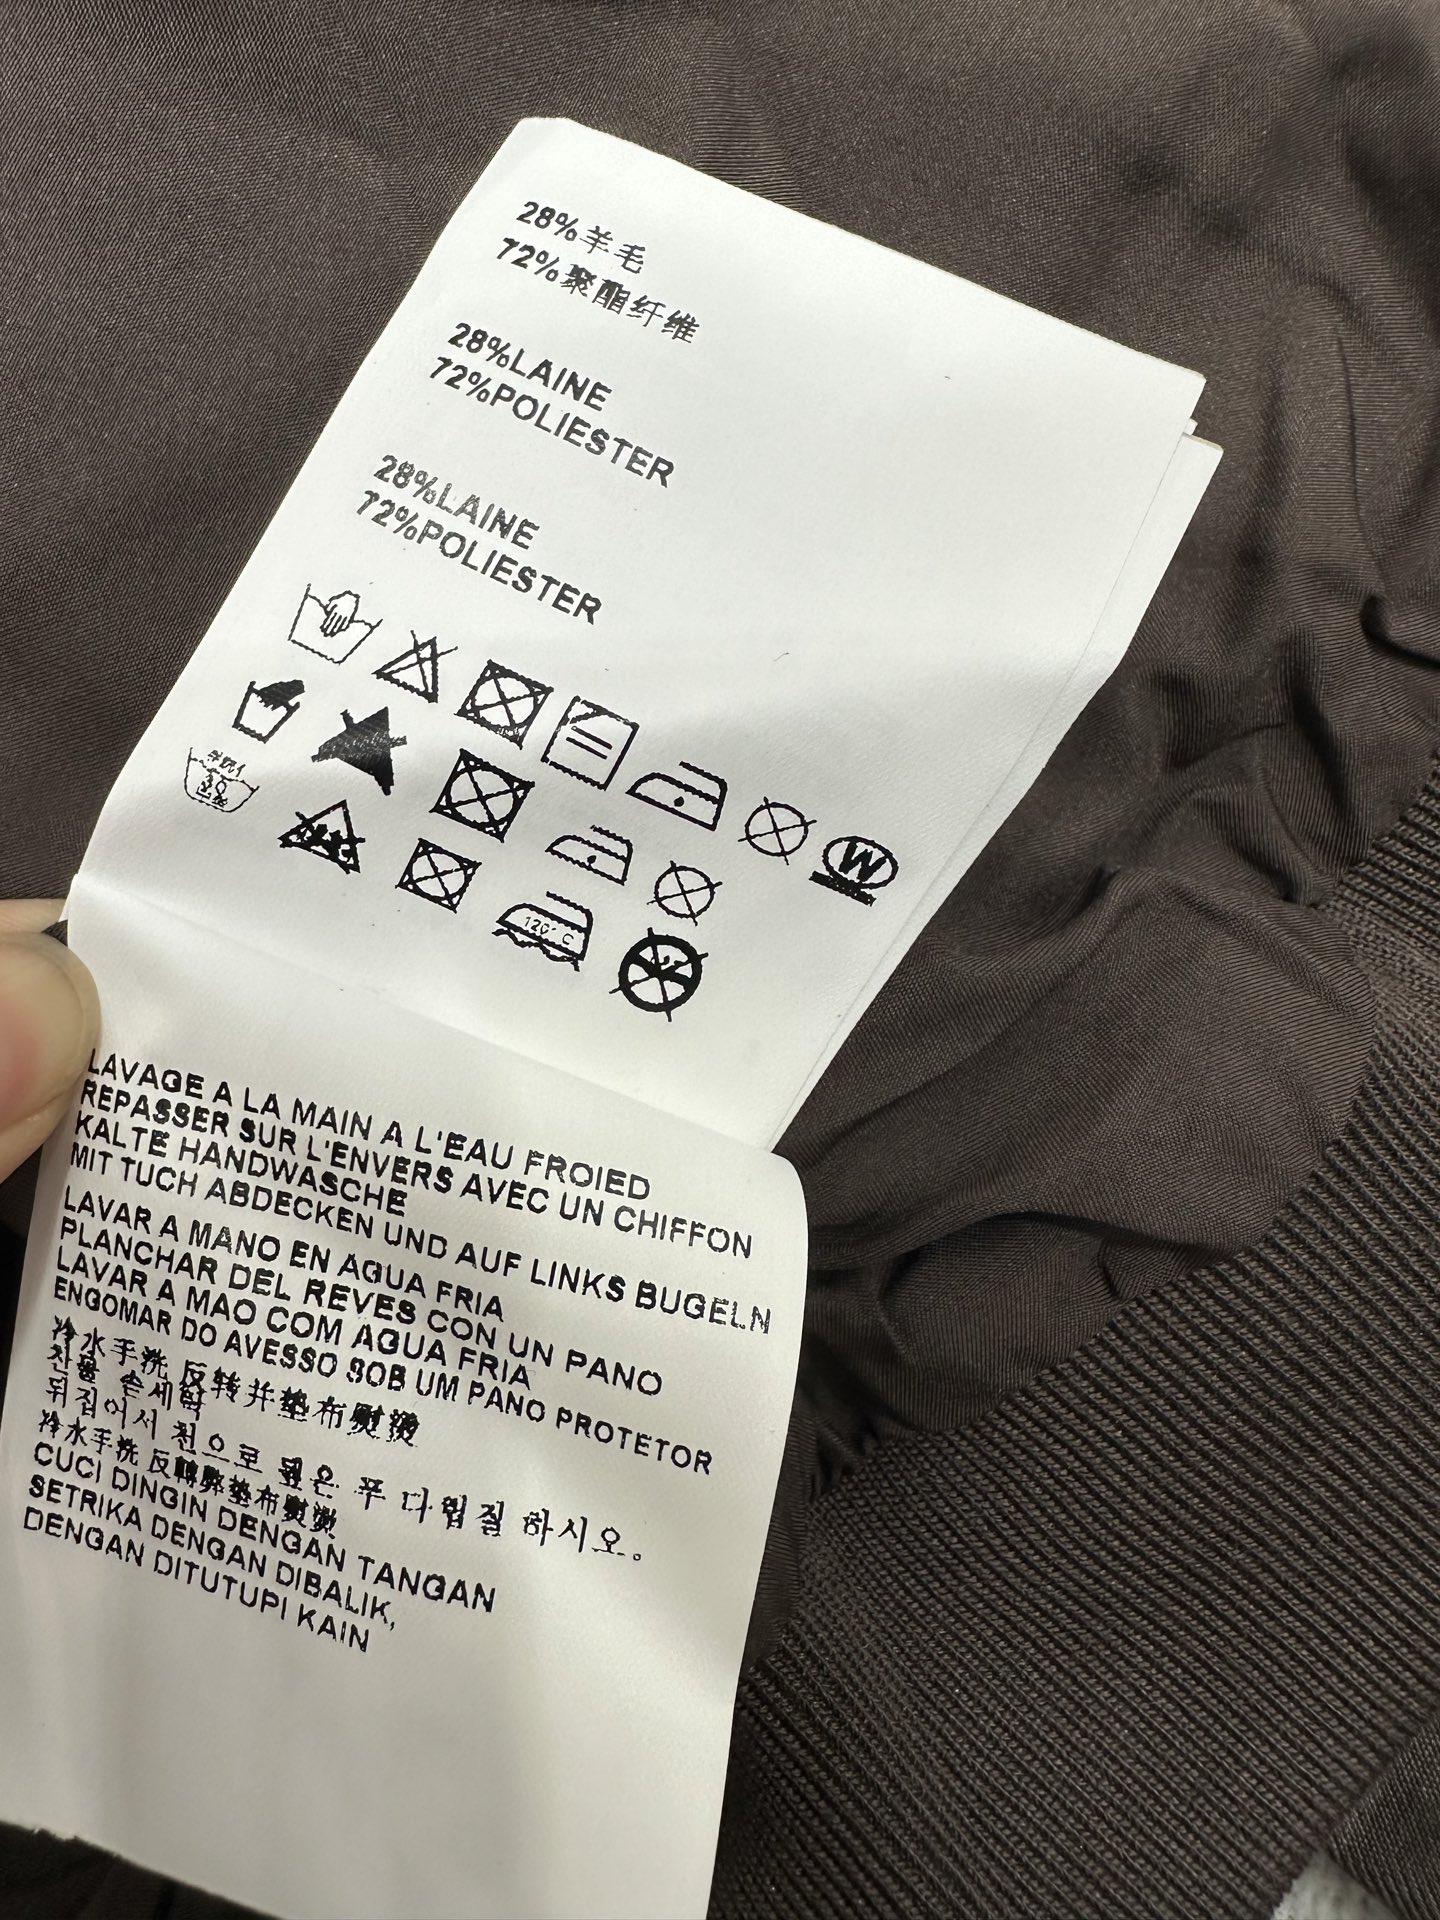 28%羊毛
72%聚酯纤维
28%LAINE
72%POLIESTER
28%LAINE
72%POLIESTER
W
120°C
LAVAGE A LA MAIN A L'EAU FROIED
REPASSER SUR L'ENVERS AVEC UN CHIFFON
KALTE HANDWASCHE
MIT TUCH ABDECKEN UND AUF LINKS BUGELN
LAVAR A MANO EN AGUA FRIA
PLANCHAR DEL REVES CON UN PANO
LAVAR A MAO COM AGUA FRIA
ENGOMAR DO AVESSO SOB UM PANO PROTETOR
冷水手洗 反转并垫布熨烫
찬물 손세탁
뒤집어서 천으로 덮은 후 다림질 하시오。
冷水手洗 反轉 垫布熨燙
CUCI DINGIN DENGAN TANGAN
SETRIKA DENGAN DIBALIK,
DENGAN DITUTUPI KAIN